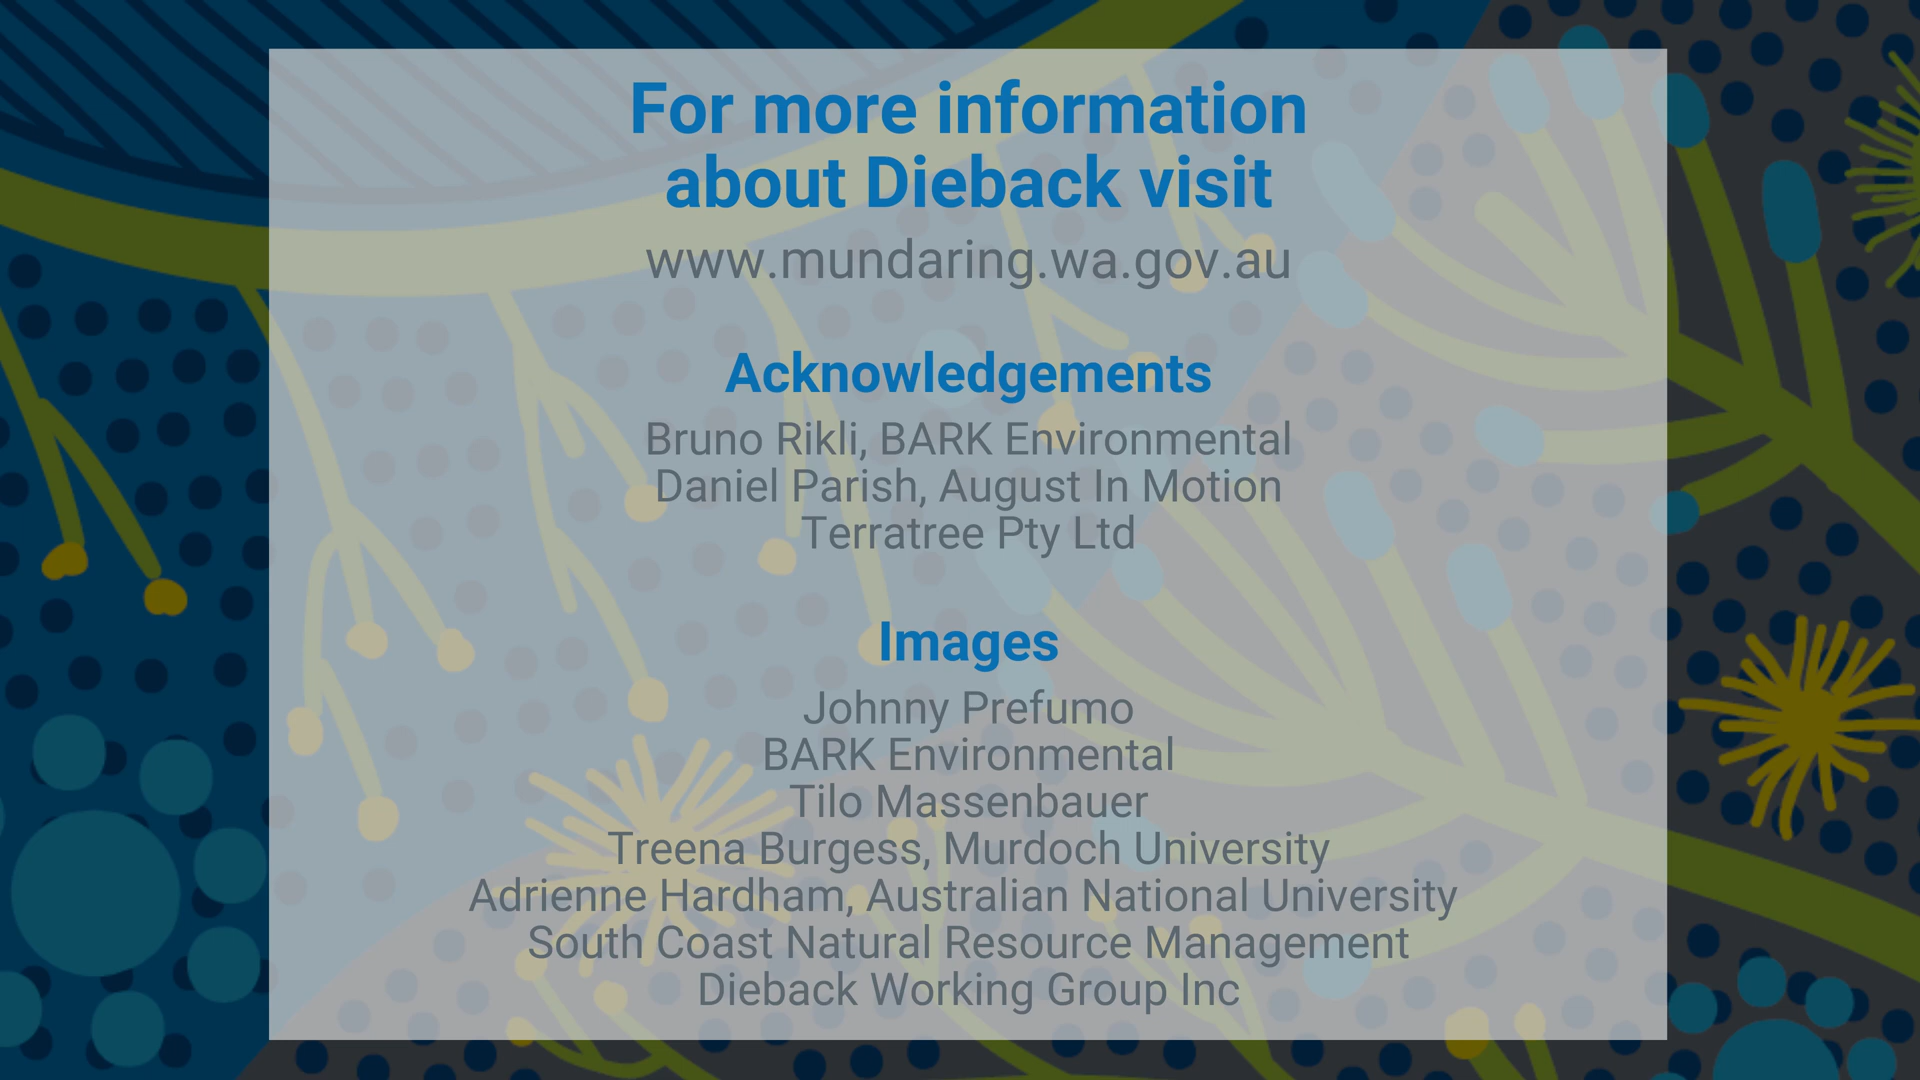 For more information
about Dieback visit
www.mundaring.wa.gov.au
Acknowledgements
Bruno Rikli, BARK Environmental
Daniel Parish, August In Motion
Terratree Pty Ltd
Images
Johnny Prefumo
BARK Environmental
Tilo Massenbauer
Treena Burgess, Murdoch University
Adrienne Hardham, Australian National University
South Coast Natural Resource Management
Dieback Working Group Inc